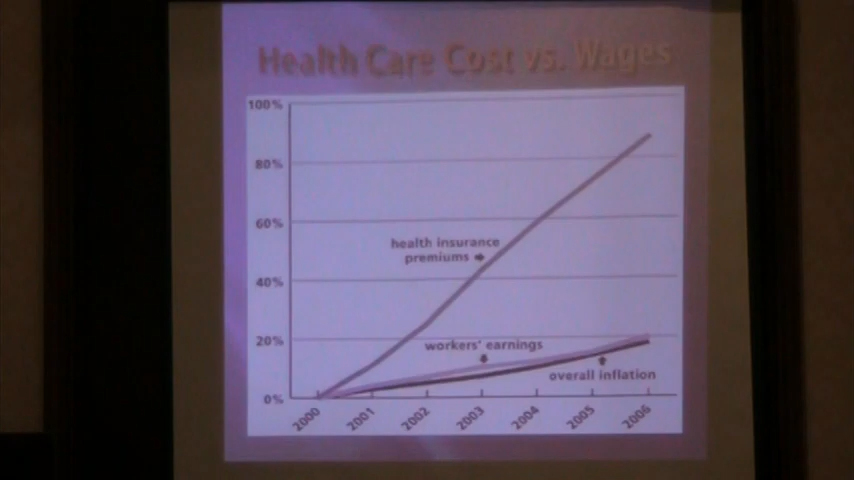 Health Care Cost vs. Wages
100%
80%
60%
40%
20%
0%
health insurance
premiums
workers' earnings
overall inflation
2000
2001
2002
2003
2004
2005
2006